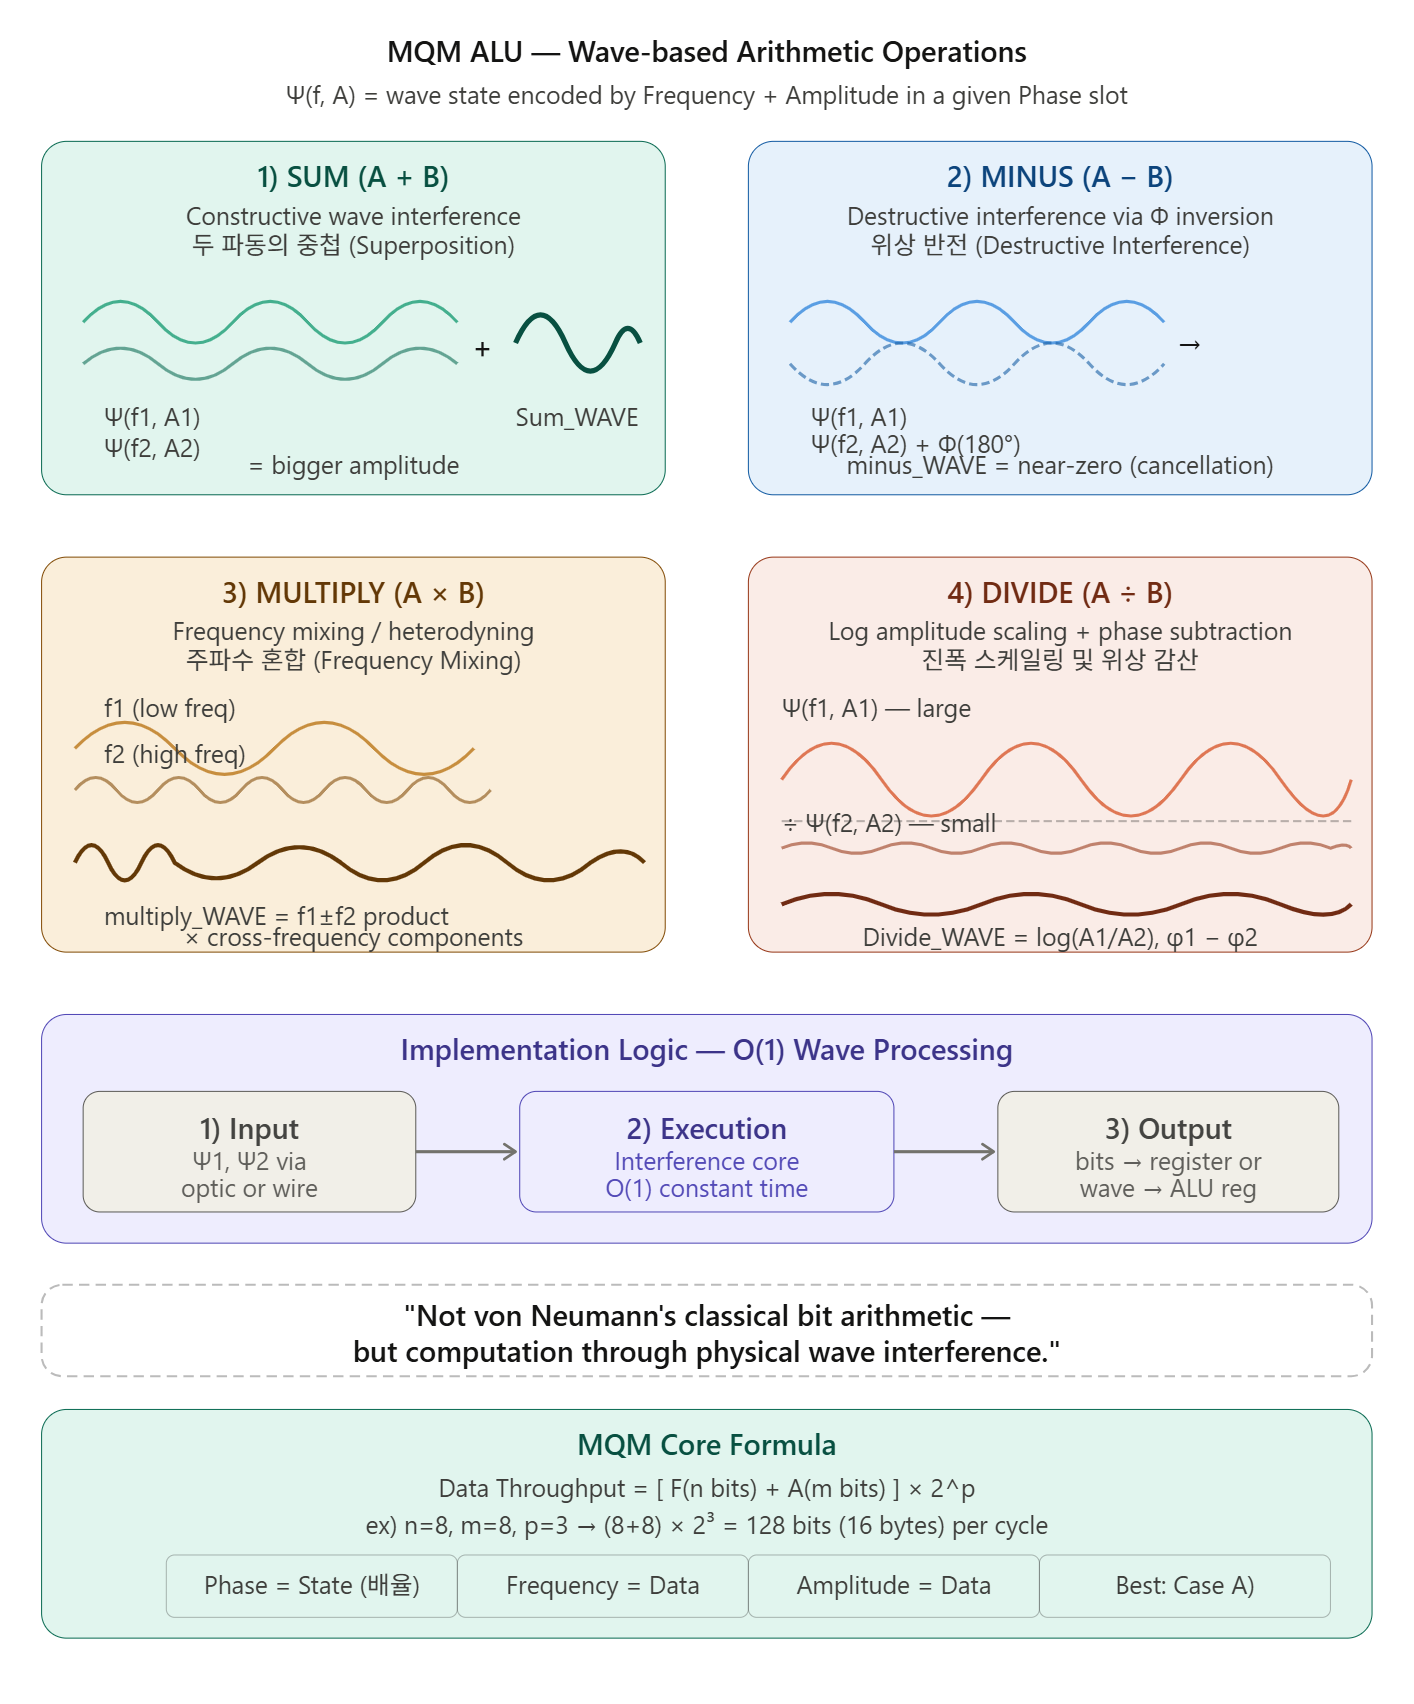 MQM ALU — Wave-based Arithmetic Operations
Ψ(f, A) = wave state encoded by Frequency + Amplitude in a given Phase slot
1) SUM (A + B)
Constructive wave interference
두 파동의 중첩 (Superposition)
+
Ψ(f1, A1)
Ψ(f2, A2)
Sum_WAVE
= bigger amplitude
2) MINUS (A − B)
Destructive interference via Φ inversion
위상 반전 (Destructive Interference)
→
Ψ(f1, A1)
Ψ(f2, A2) + Φ(180°)
minus_WAVE = near-zero (cancellation)
3) MULTIPLY (A × B)
Frequency mixing / heterodyning
주파수 혼합 (Frequency Mixing)
f1 (low freq)
f2 (high freq)
multiply_WAVE = f1±f2 product
× cross-frequency components
4) DIVIDE (A ÷ B)
Log amplitude scaling + phase subtraction
진폭 스케일링 및 위상 감산
Ψ(f1, A1) — large
÷ Ψ(f2, A2) — small
Divide_WAVE = log(A1/A2), φ1 − φ2
Implementation Logic — O(1) Wave Processing
1) Input
Ψ1, Ψ2 via
optic or wire
2) Execution
Interference core
O(1) constant time
3) Output
bits → register or
wave → ALU reg
"Not von Neumann's classical bit arithmetic —
but computation through physical wave interference."
MQM Core Formula
Data Throughput = [ F(n bits) + A(m bits) ] × 2^p
ex) n=8, m=8, p=3 → (8+8) × 2³ = 128 bits (16 bytes) per cycle
Phase = State (배율)
Frequency = Data
Amplitude = Data
Best: Case A)